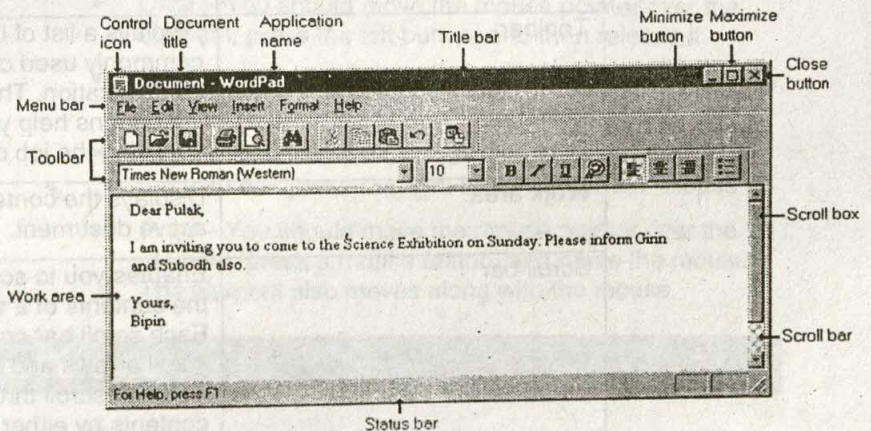 Control icon
Document title
Application name
Title bar
Minimize button
Maximize button
Close button
Document - WordPad
Menu bar
File Edit View Insert Format Help
Toolbar
Times New Roman (Western) 10 B / U
Dear Pulak,
I am inviting you to come to the Science Exhibition on Sunday. Please inform Girin
and Subodh also.
Yours,
Bipin
Work area
Scroll box
Scroll bar
For Help, press F1
Status bar